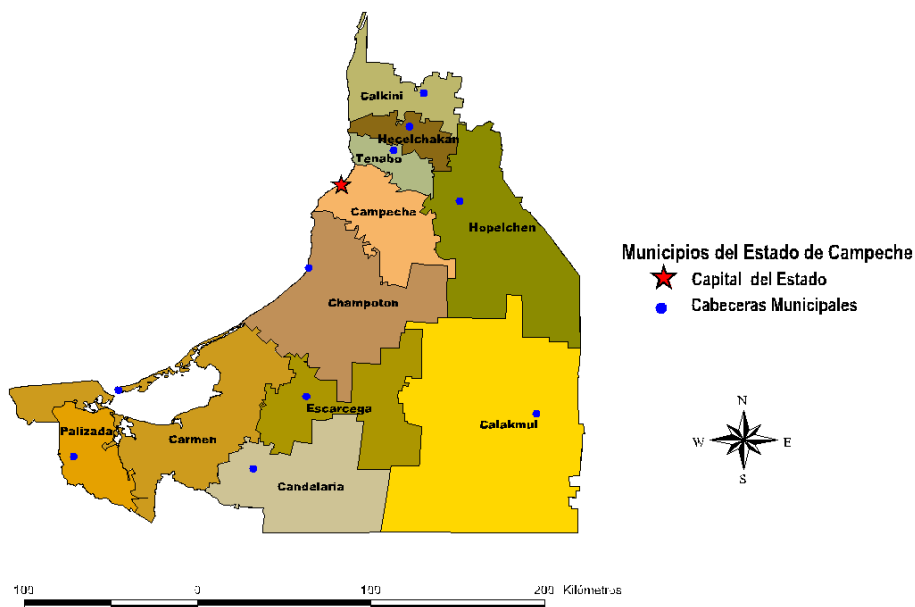 Calkini
Hecelchakan
Tenabo
Campeche
Hopelchen
Champoton
Escarcega
Calakmul
Palizada
Carmen
Candelaria
Municipios del Estado de Campeche
Capital del Estado
Cabeceras Municipales
N
W E
S
100 0 100 200 Kilómetros